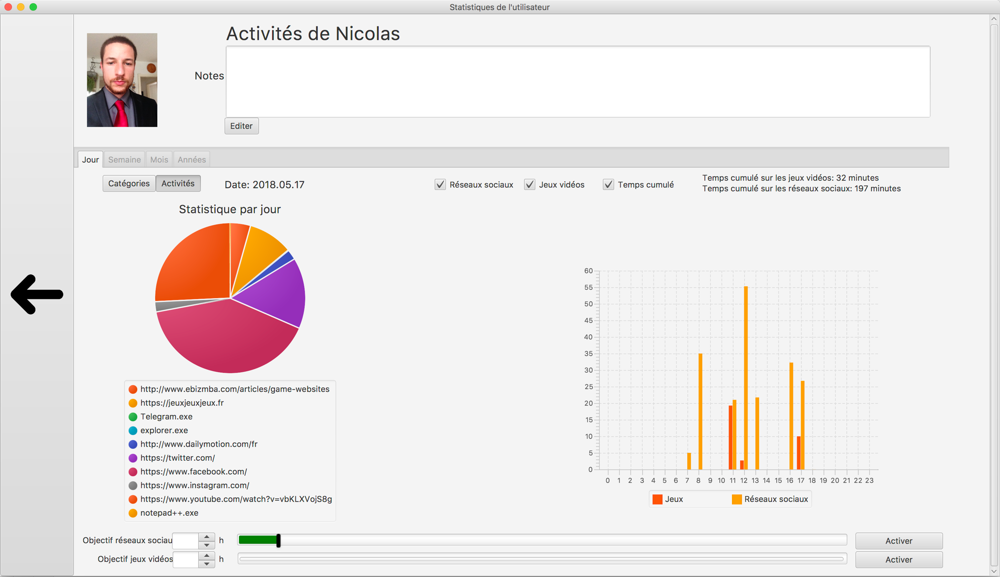 Statistiques de l'utilisateur
Activités de Nicolas
Notes
Editer
Jour Semaine Mois Années
Catégories Activités Date: 2018.05.17 Réseaux sociaux Jeux vidéos Temps cumulé
Temps cumulé sur les jeux vidéos: 32 minutes
Temps cumulé sur les réseaux sociaux: 197 minutes
Statistique par jour
http://www.ebizmba.com/articles/game-websites
https://jeuxjeuxjeux.fr
Telegram.exe
explorer.exe
http://www.dailymotion.com/fr
https://twitter.com/
https://www.facebook.com/
https://www.instagram.com/
https://www.youtube.com/watch?v=vbKLXVojS8g
notepad++.exe
60
55
50
45
40
35
30
25
20
15
10
5
0
0 1 2 3 4 5 6 7 8 9 10 11 12 13 14 15 16 17 18 19 20 21 22 23
Jeux Réseaux sociaux
Objectif réseaux sociau h Activer
Objectif jeux vidéos h Activer